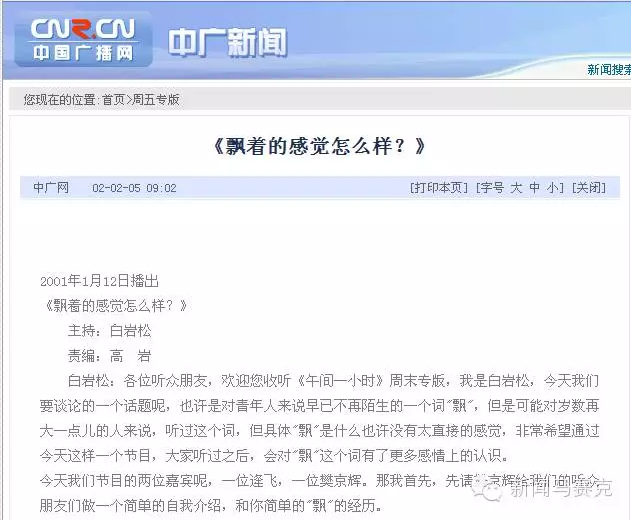 CNR.CN
中国广播网
中广新闻
新闻搜索
您现在的位置:首页>周五专版
《飘着的感觉怎么样？》
中广网 02-02-05 09:02 [打印本页] [字号 大 中 小] [关闭]
2001年1月12日播出
《飘着的感觉怎么样？》
主持：白岩松
责编：高 岩
白岩松：各位听众朋友，欢迎您收听《午间一小时》周末专版，我是白岩松，今天我们
要谈论的一个话题呢，也许是对青年人来说早已不再陌生的一个词"飘"，但是可能对岁数再
大一点儿的人来说，听过这个词，但具体"飘"是什么也许没有太直接的感觉，非常希望通过
今天这样一个节目，大家听过之后，会对"飘"这个词有了更多感情上的认识。
今天我们节目的两位嘉宾呢，一位逄飞，一位樊京辉。那我首先，先请 京辉给我们的听众
朋友们做一个简单的自我介绍，和你简单的"飘"的经历。
新闻与赛克